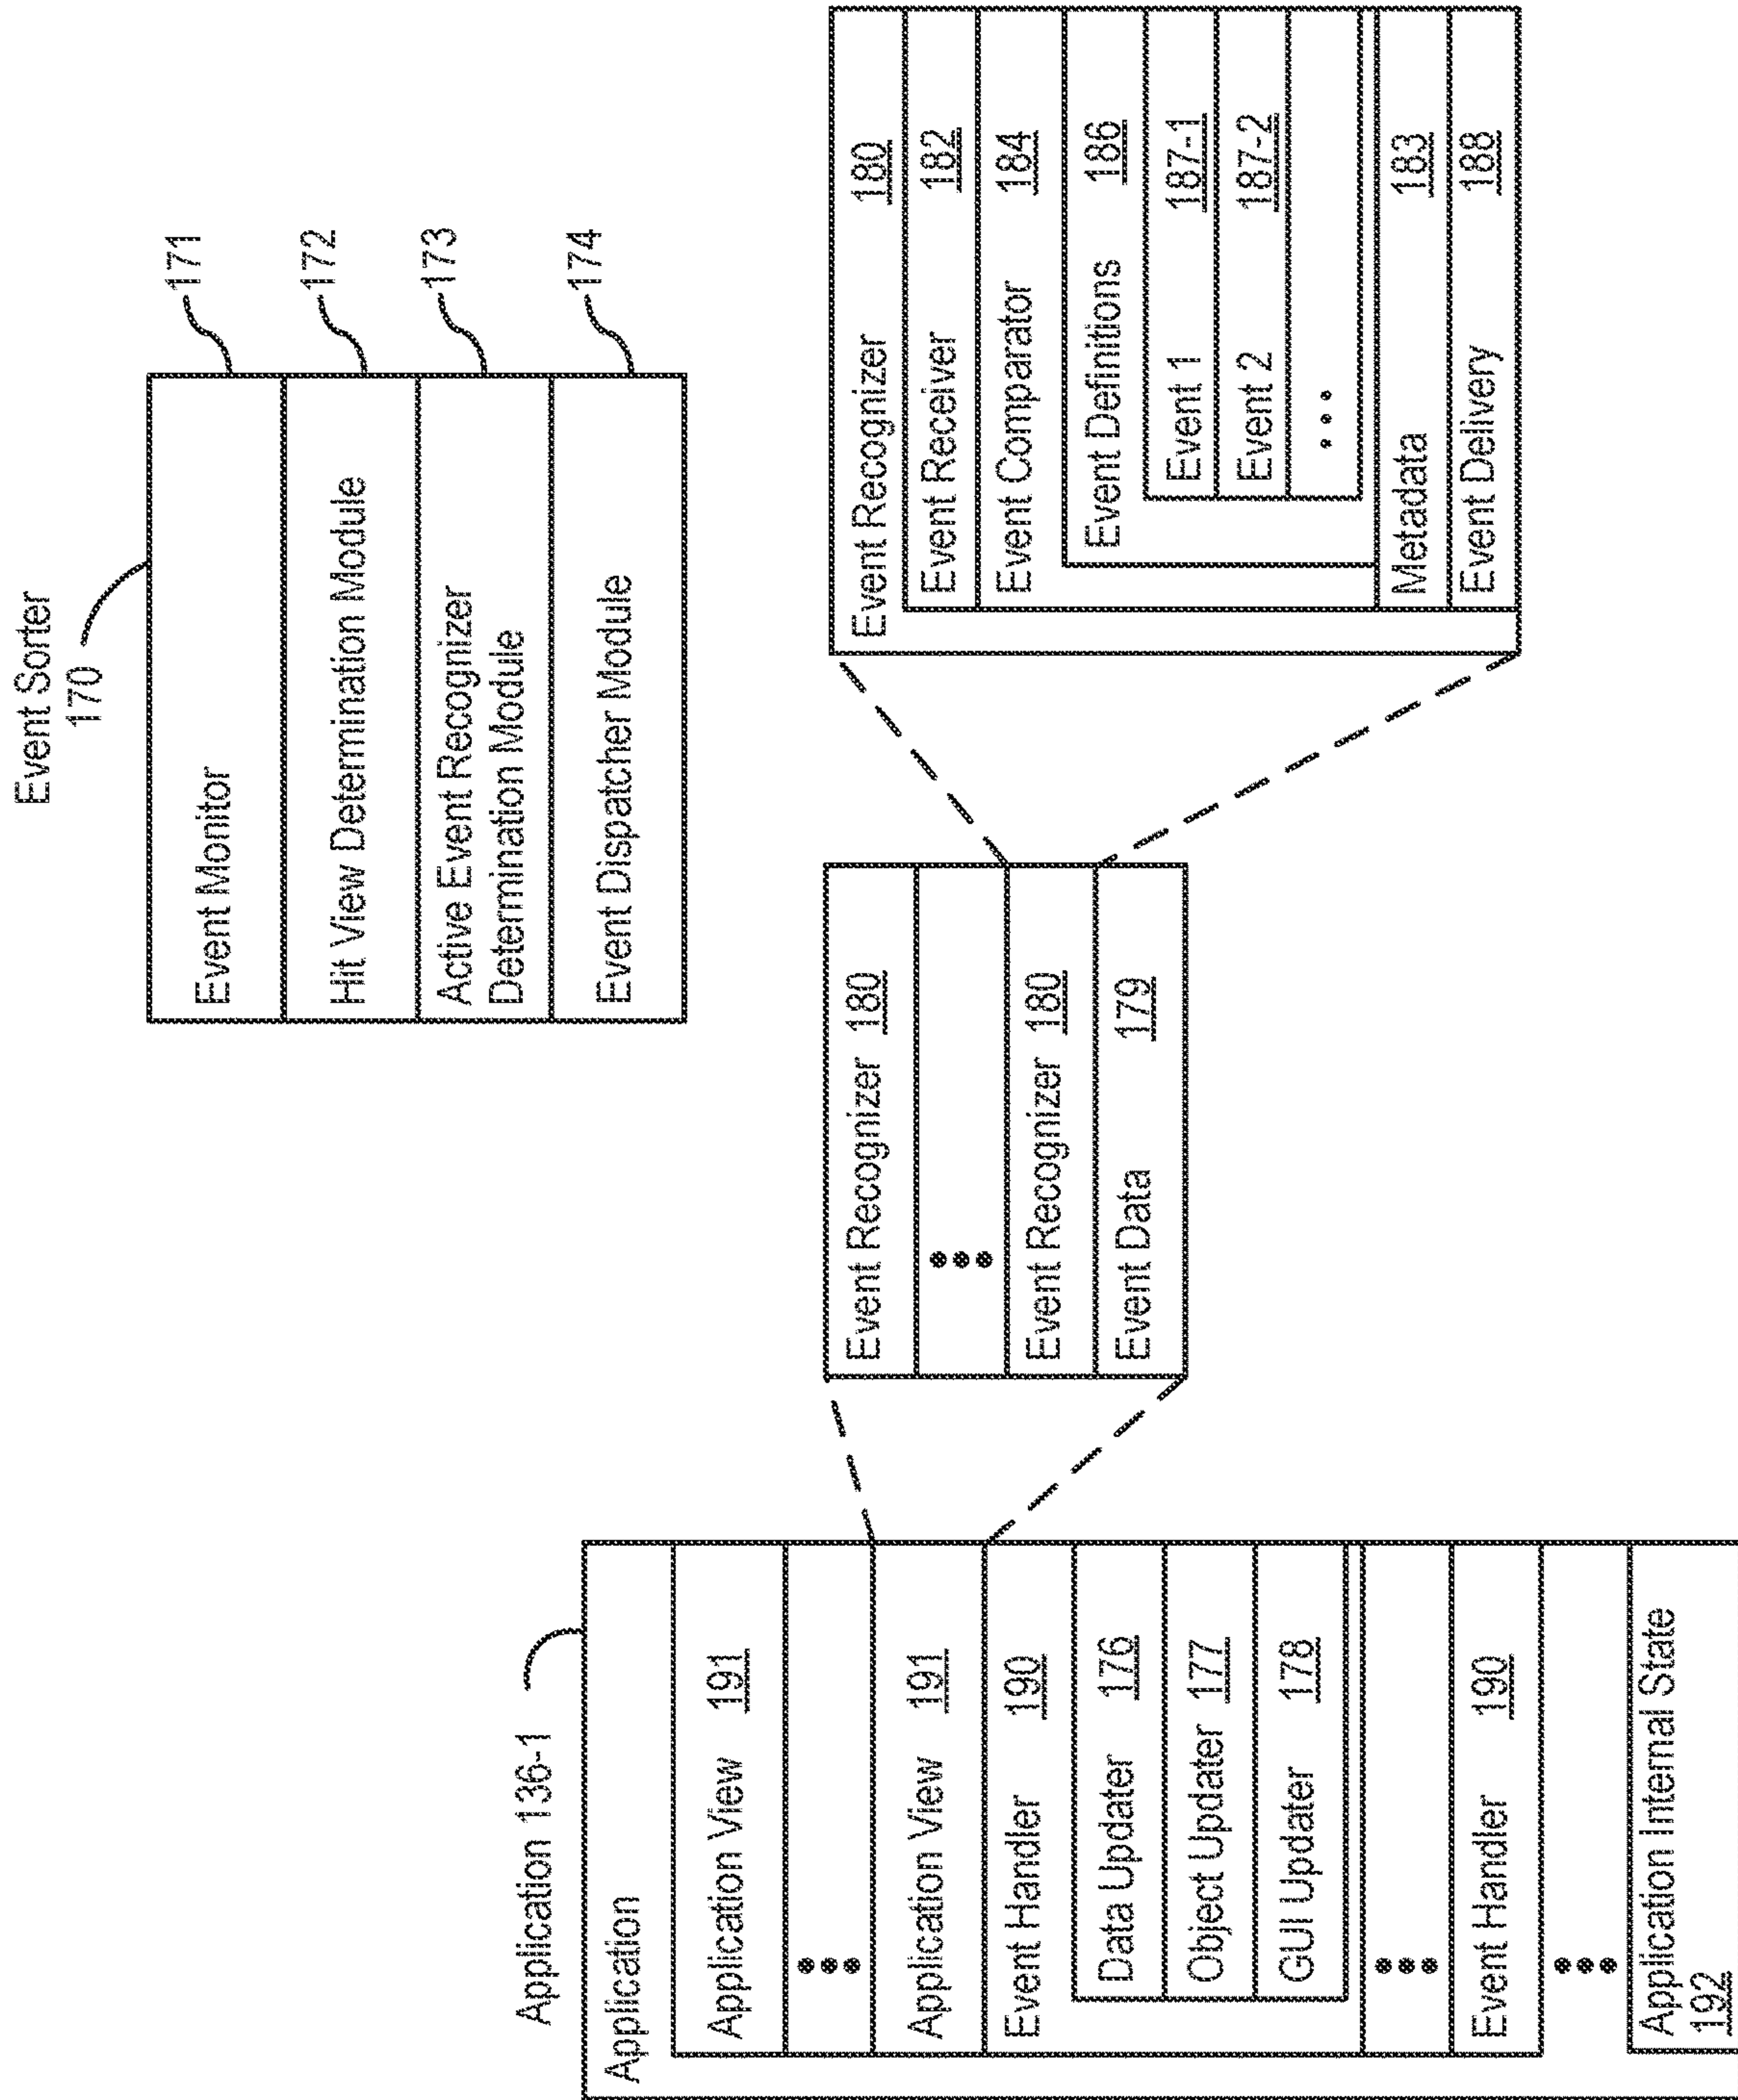 Event Sorter
170
Event Monitor
171
Hit View Determination Module
172
Active Event Recognizer
Determination Module
173
Event Dispatcher Module
174
Application 136-1
Application
Application View 191
•••
Application View 191
Event Handler 190
Data Updater 176
Object Updater 177
GUI Updater 178
•••
Event Handler 190
•••
Application Internal State
192
Event Recognizer 180
•••
Event Recognizer 180
Event Data 179
Event Recognizer 180
Event Receiver 182
Event Comparator 184
Event Definitions 186
Event 1 187-1
Event 2 187-2
•••
Metadata 183
Event Delivery 188